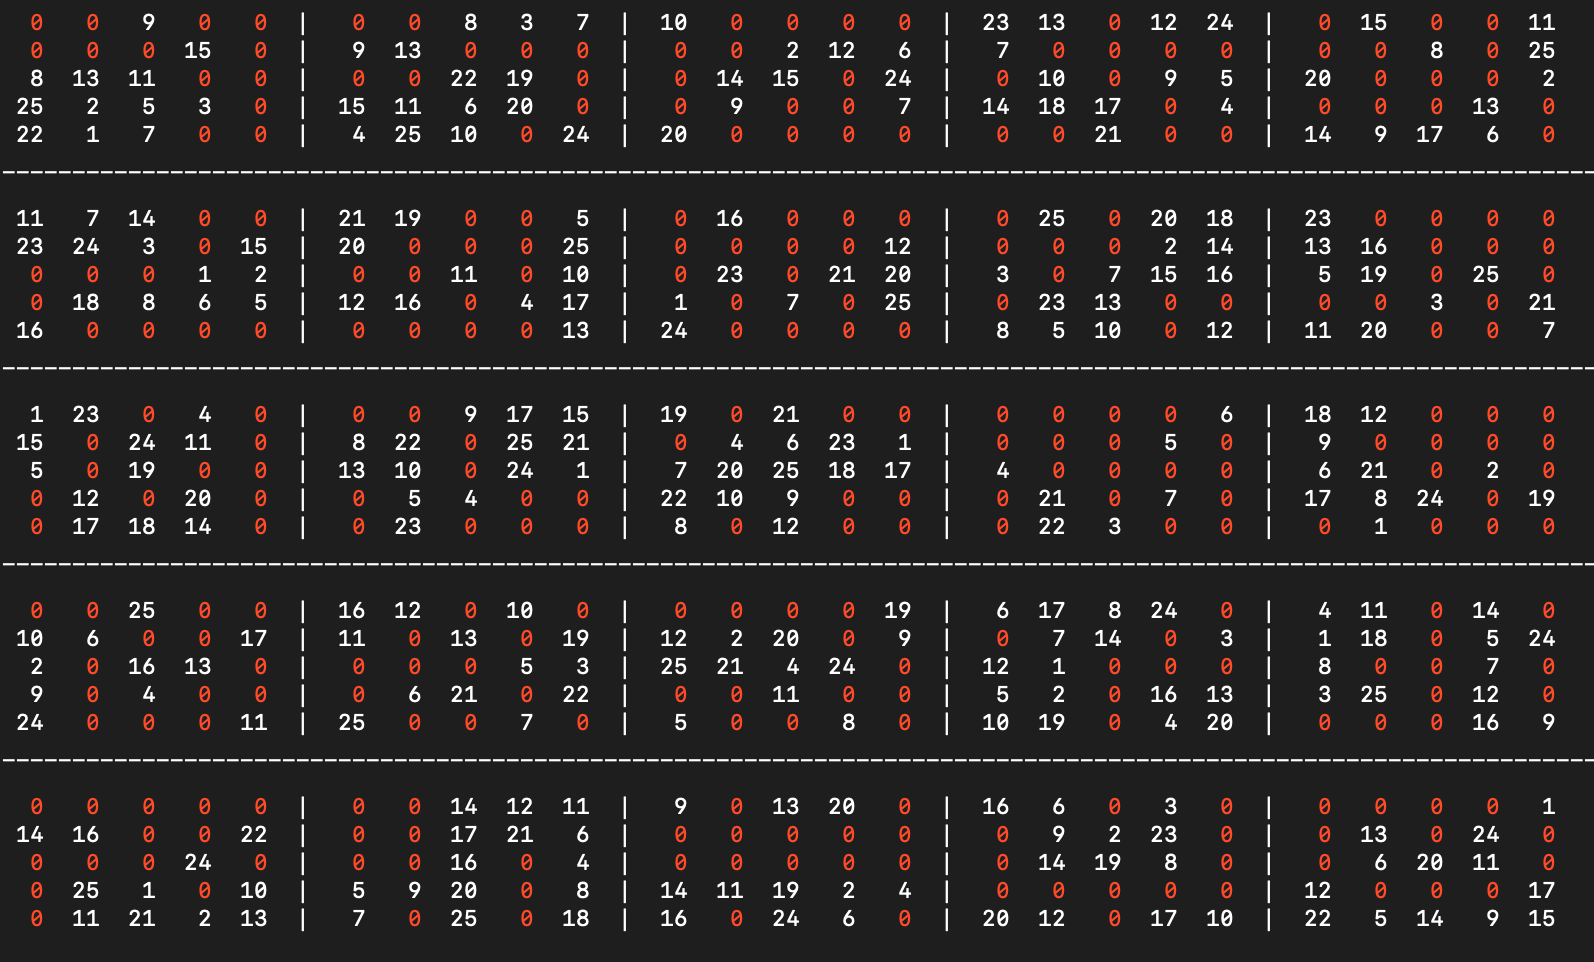 0 0 9 0 0 | 0 0 8 3 7 | 10 0 0 0 0 | 23 13 0 12 24 | 0 15 0 0 11
0 0 0 15 0 | 9 13 0 0 0 | 0 0 2 12 6 | 7 0 0 0 0 | 0 0 8 0 25
8 13 11 0 0 | 0 0 22 19 0 | 0 14 15 0 24 | 0 10 0 9 5 | 20 0 0 0 2
25 2 5 3 0 | 15 11 6 20 0 | 0 9 0 0 7 | 14 18 17 0 4 | 0 0 0 13 0
22 1 7 0 0 | 4 25 10 0 24 | 20 0 0 0 0 | 0 0 21 0 0 | 14 9 17 6 0
------------------------------------------------------------------------------------------------------------------
11 7 14 0 0 | 21 19 0 0 5 | 0 16 0 0 0 | 0 25 0 20 18 | 23 0 0 0 0
23 24 3 0 15 | 20 0 0 0 25 | 0 0 0 0 12 | 0 0 0 2 14 | 13 16 0 0 0
0 0 0 1 2 | 0 0 11 0 10 | 0 23 0 21 20 | 3 0 7 15 16 | 5 19 0 25 0
0 18 8 6 5 | 12 16 0 4 17 | 1 0 7 0 25 | 0 23 13 0 0 | 0 0 3 0 21
16 0 0 0 0 | 0 0 0 0 13 | 24 0 0 0 0 | 8 5 10 0 12 | 11 20 0 0 7
------------------------------------------------------------------------------------------------------------------
1 23 0 4 0 | 0 0 9 17 15 | 19 0 21 0 0 | 0 0 0 0 6 | 18 12 0 0 0
15 0 24 11 0 | 8 22 0 25 21 | 0 4 6 23 1 | 0 0 0 5 0 | 9 0 0 0 0
5 0 19 0 0 | 13 10 0 24 1 | 7 20 25 18 17 | 4 0 0 0 0 | 6 21 0 2 0
0 12 0 20 0 | 0 5 4 0 0 | 22 10 9 0 0 | 0 21 0 7 0 | 17 8 24 0 19
0 17 18 14 0 | 0 23 0 0 0 | 8 0 12 0 0 | 0 22 3 0 0 | 0 1 0 0 0
------------------------------------------------------------------------------------------------------------------
0 0 25 0 0 | 16 12 0 10 0 | 0 0 0 0 19 | 6 17 8 24 0 | 4 11 0 14 0
10 6 0 0 17 | 11 0 13 0 19 | 12 2 20 0 9 | 0 7 14 0 3 | 1 18 0 5 24
2 0 16 13 0 | 0 0 0 5 3 | 25 21 4 24 0 | 12 1 0 0 0 | 8 0 0 7 0
9 0 4 0 0 | 0 6 21 0 22 | 0 0 11 0 0 | 5 2 0 16 13 | 3 25 0 12 0
24 0 0 0 11 | 25 0 0 7 0 | 5 0 0 8 0 | 10 19 0 4 20 | 0 0 0 16 9
------------------------------------------------------------------------------------------------------------------
0 0 0 0 0 | 0 0 14 12 11 | 9 0 13 20 0 | 16 6 0 3 0 | 0 0 0 0 1
14 16 0 0 22 | 0 0 17 21 6 | 0 0 0 0 0 | 0 9 2 23 0 | 0 13 0 24 0
0 0 0 24 0 | 0 0 16 0 4 | 0 0 0 0 0 | 0 14 19 8 0 | 0 6 20 11 0
0 25 1 0 10 | 5 9 20 0 8 | 14 11 19 2 4 | 0 0 0 0 0 | 12 0 0 0 17
0 11 21 2 13 | 7 0 25 0 18 | 16 0 24 6 0 | 20 12 0 17 10 | 22 5 14 9 15